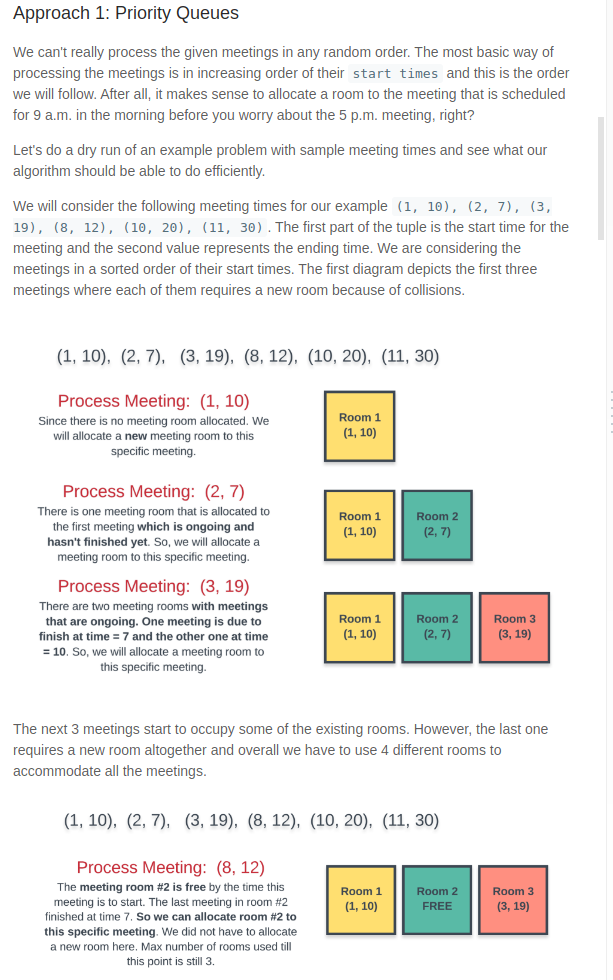 Approach 1: Priority Queues
We can't really process the given meetings in any random order. The most basic way of
processing the meetings is in increasing order of their start times and this is the order
we will follow. After all, it makes sense to allocate a room to the meeting that is scheduled
for 9 a.m. in the morning before you worry about the 5 p.m. meeting, right?
Let's do a dry run of an example problem with sample meeting times and see what our
algorithm should be able to do efficiently.
We will consider the following meeting times for our example (1, 10), (2, 7), (3,
19), (8, 12), (10, 20), (11, 30) . The first part of the tuple is the start time for the
meeting and the second value represents the ending time. We are considering the
meetings in a sorted order of their start times. The first diagram depicts the first three
meetings where each of them requires a new room because of collisions.
(1, 10), (2, 7), (3, 19), (8, 12), (10, 20), (11, 30)
Process Meeting: (1, 10)
Since there is no meeting room allocated. We
will allocate a new meeting room to this
specific meeting.
Room 1
(1, 10)
Process Meeting: (2, 7)
There is one meeting room that is allocated to
the first meeting which is ongoing and
hasn't finished yet. So, we will allocate a
meeting room to this specific meeting.
Room 1
(1, 10)
Room 2
(2, 7)
Process Meeting: (3, 19)
There are two meeting rooms with meetings
that are ongoing. One meeting is due to
finish at time = 7 and the other one at time
= 10. So, we will allocate a meeting room to
this specific meeting.
Room 1
(1, 10)
Room 2
(2, 7)
Room 3
(3, 19)
The next 3 meetings start to occupy some of the existing rooms. However, the last one
requires a new room altogether and overall we have to use 4 different rooms to
accommodate all the meetings.
(1, 10), (2, 7), (3, 19), (8, 12), (10, 20), (11, 30)
Process Meeting: (8, 12)
The meeting room #2 is free by the time this
meeting is to start. The last meeting in room #2
finished at time 7. So we can allocate room #2 to
this specific meeting. We did not have to allocate
a new room here. Max number of rooms used till
this point is still 3.
Room 1
(1, 10)
Room 2
FREE
Room 3
(3, 19)